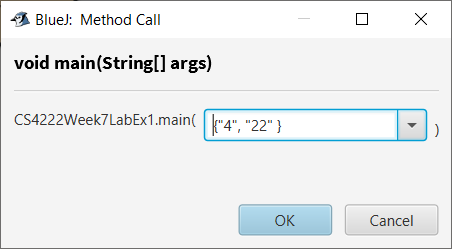 BlueJ: Method Call
void main(String[] args)
CS4222Week7LabEx1.main( {"4", "22" } )
OK Cancel